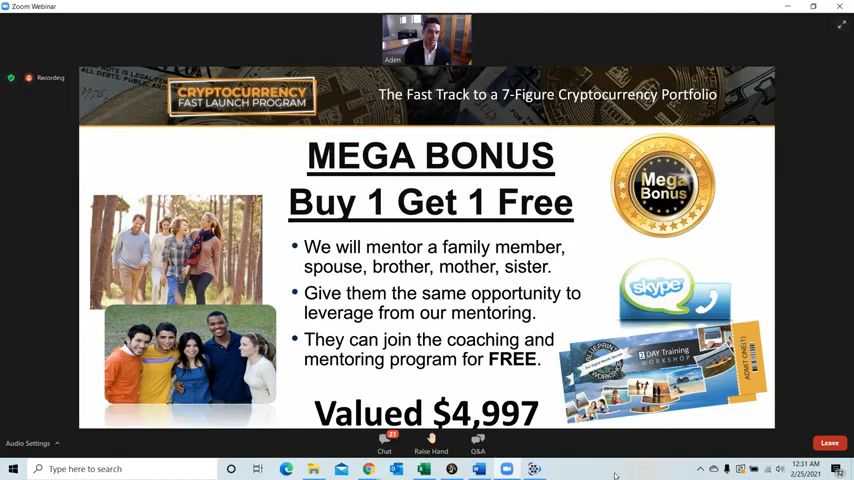 Zoom Webinar
Aden
Recording
CRYPTOCURRENCY
FAST LAUNCH PROGRAM
The Fast Track to a 7-Figure Cryptocurrency Portfolio
MEGA BONUS
Buy 1 Get 1 Free
• We will mentor a family member,
spouse, brother, mother, sister.
• Give them the same opportunity to
leverage from our mentoring.
• They can join the coaching and
mentoring program for FREE.
Valued $4,997
Mega
Bonus
skype
BLUEPRINT
WORKSHOP
2 DAY Training
WORKSHOP
ADMIT ONE(1)
Audio Settings
21
Chat
Raise Hand
Q&A
Leave
Type here to search
12:31 AM
2/25/2021
32